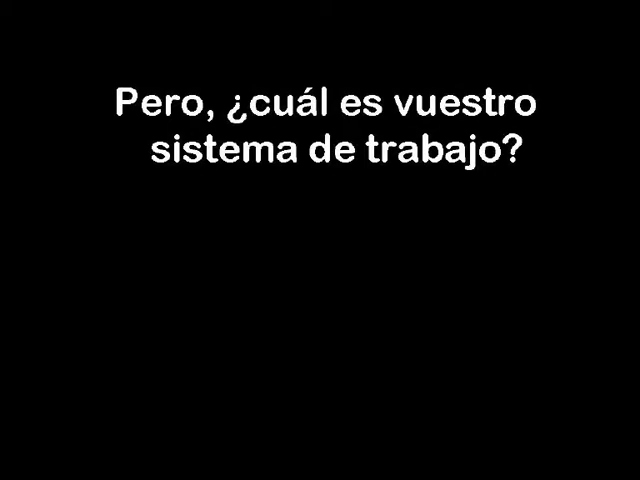 Pero, ¿cuál es vuestro
sistema de trabajo?